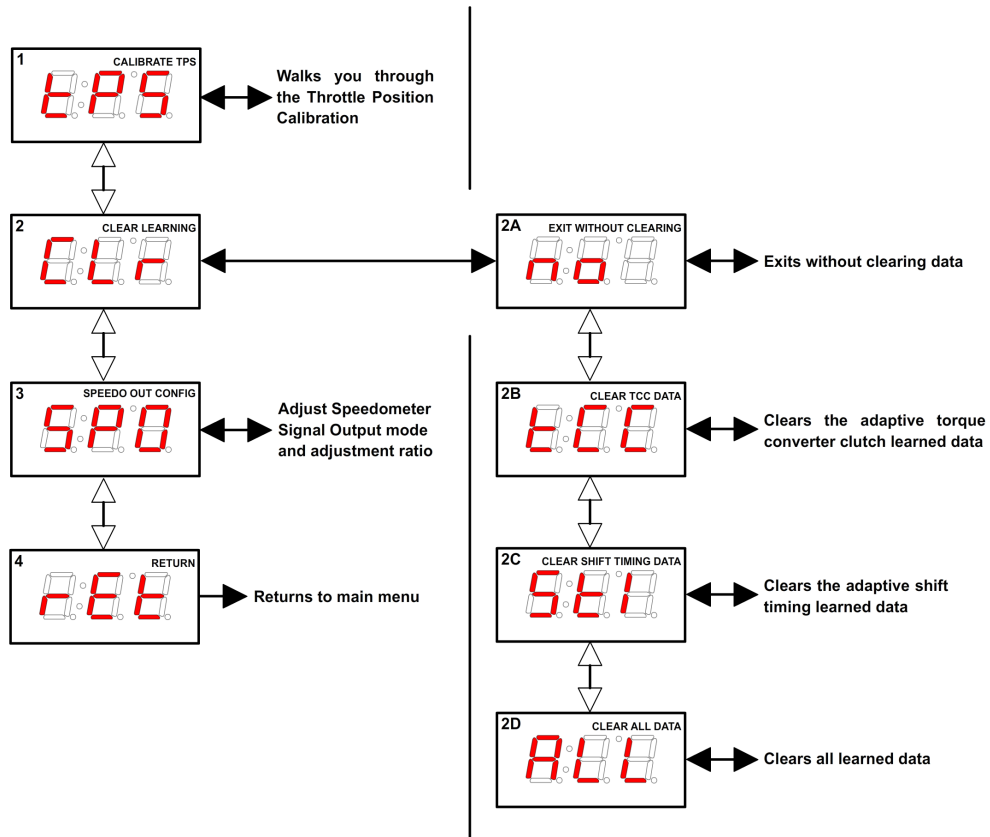 1
CALIBRATE TPS
tPS
Walks you through
the Throttle Position
Calibration
2
CLEAR LEARNING
CLr
3
SPEEDO OUT CONFIG
SPO
Adjust Speedometer
Signal Output mode
and adjustment ratio
4
RETURN
rEt
Returns to main menu
2A
EXIT WITHOUT CLEARING
no
Exits without clearing data
2B
CLEAR TCC DATA
tCC
Clears the adaptive torque
converter clutch learned data
2C
CLEAR SHIFT TIMING DATA
StI
Clears the adaptive shift
timing learned data
2D
CLEAR ALL DATA
ALL
Clears all learned data